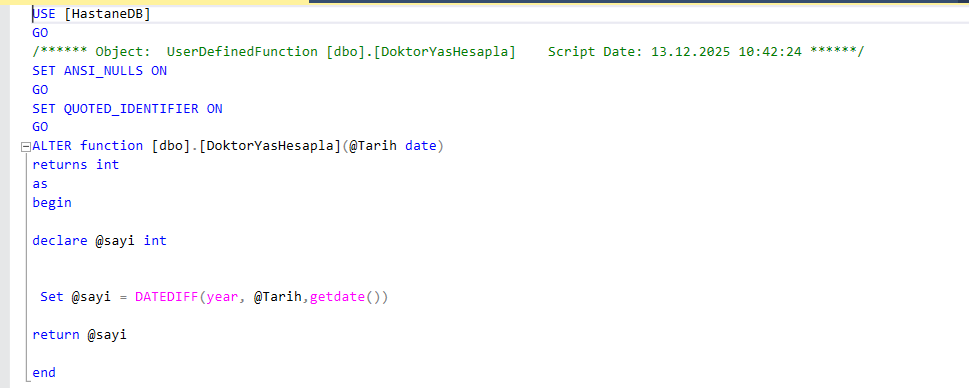 USE [HastaneDB]
GO
/****** Object:  UserDefinedFunction [dbo].[DoktorYasHesapla]    Script Date: 13.12.2025 10:42:24 ******/
SET ANSI_NULLS ON
GO
SET QUOTED_IDENTIFIER ON
GO
ALTER function [dbo].[DoktorYasHesapla](@Tarih date)
returns int
as
begin
declare @sayi int
Set @sayi = DATEDIFF(year, @Tarih,getdate())
return @sayi
end